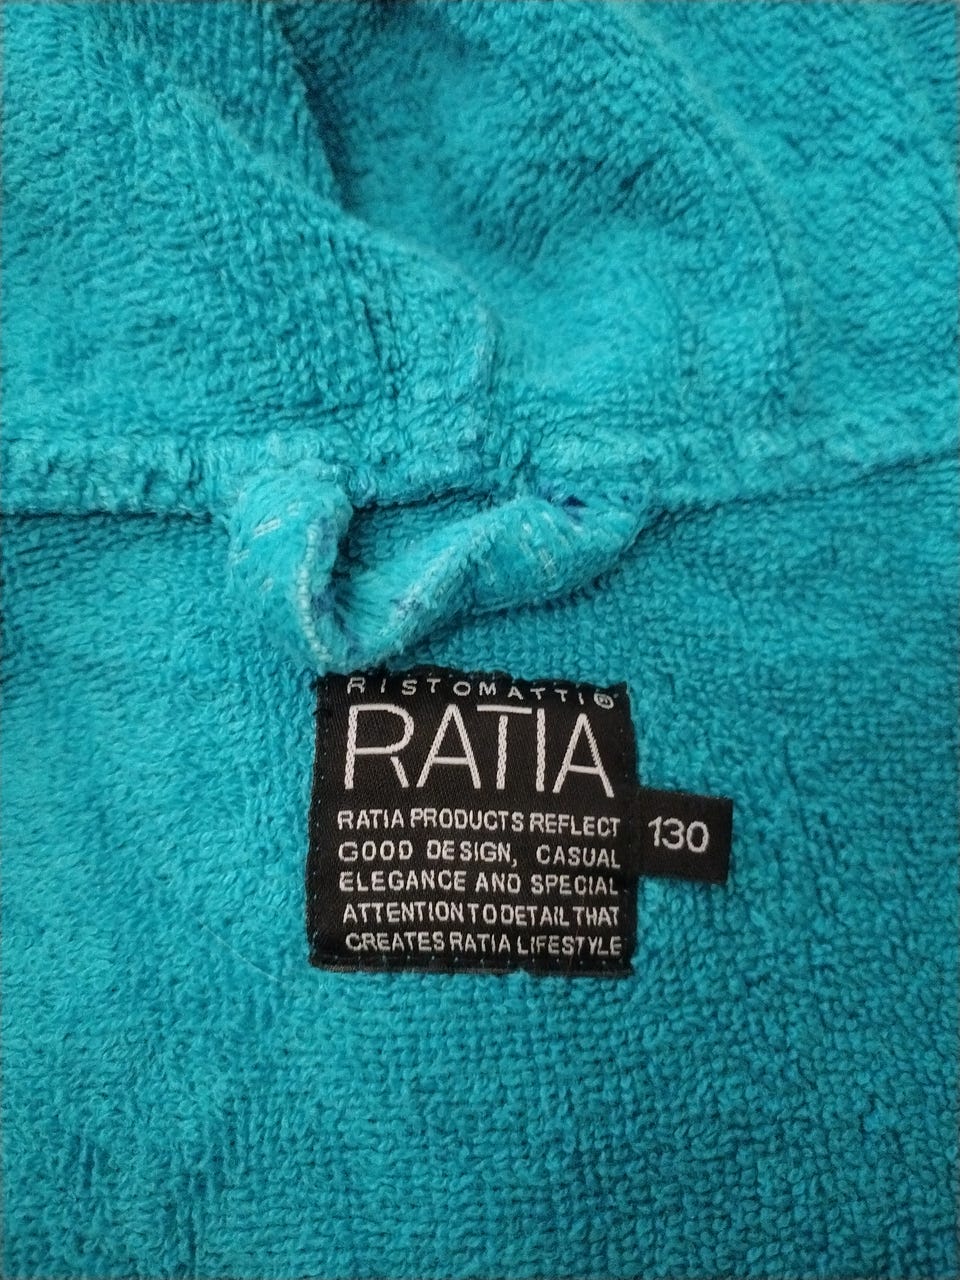 RISTOMATTI®
RATIA
RATIA PRODUCTS REFLECT
GOOD DESIGN, CASUAL
ELEGANCE AND SPECIAL
ATTENTION TO DETAIL THAT
CREATES RATIA LIFESTYLE
130